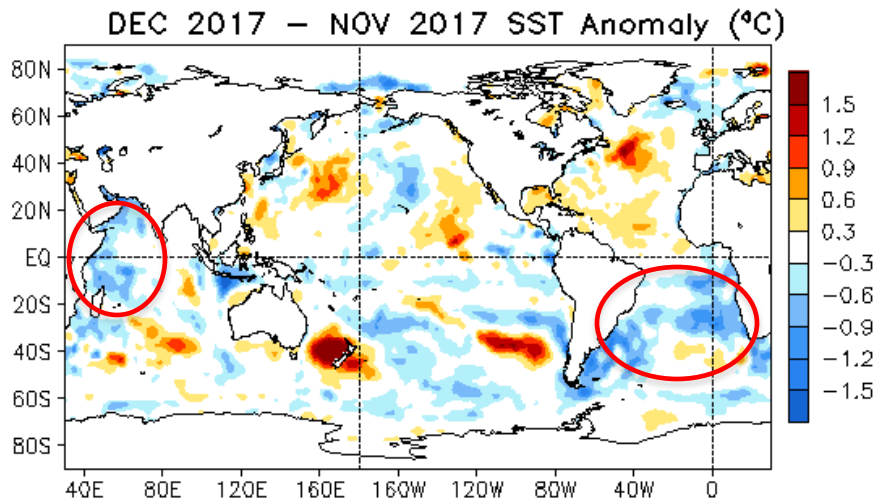 DEC 2017 – NOV 2017 SST Anomaly (°C)
80N
60N
40N
20N
EQ
20S
40S
60S
80S
40E 80E 120E 160E 160W 120W 80W 40W 0
1.5
1.2
0.9
0.6
0.3
−0.3
−0.6
−0.9
−1.2
−1.5